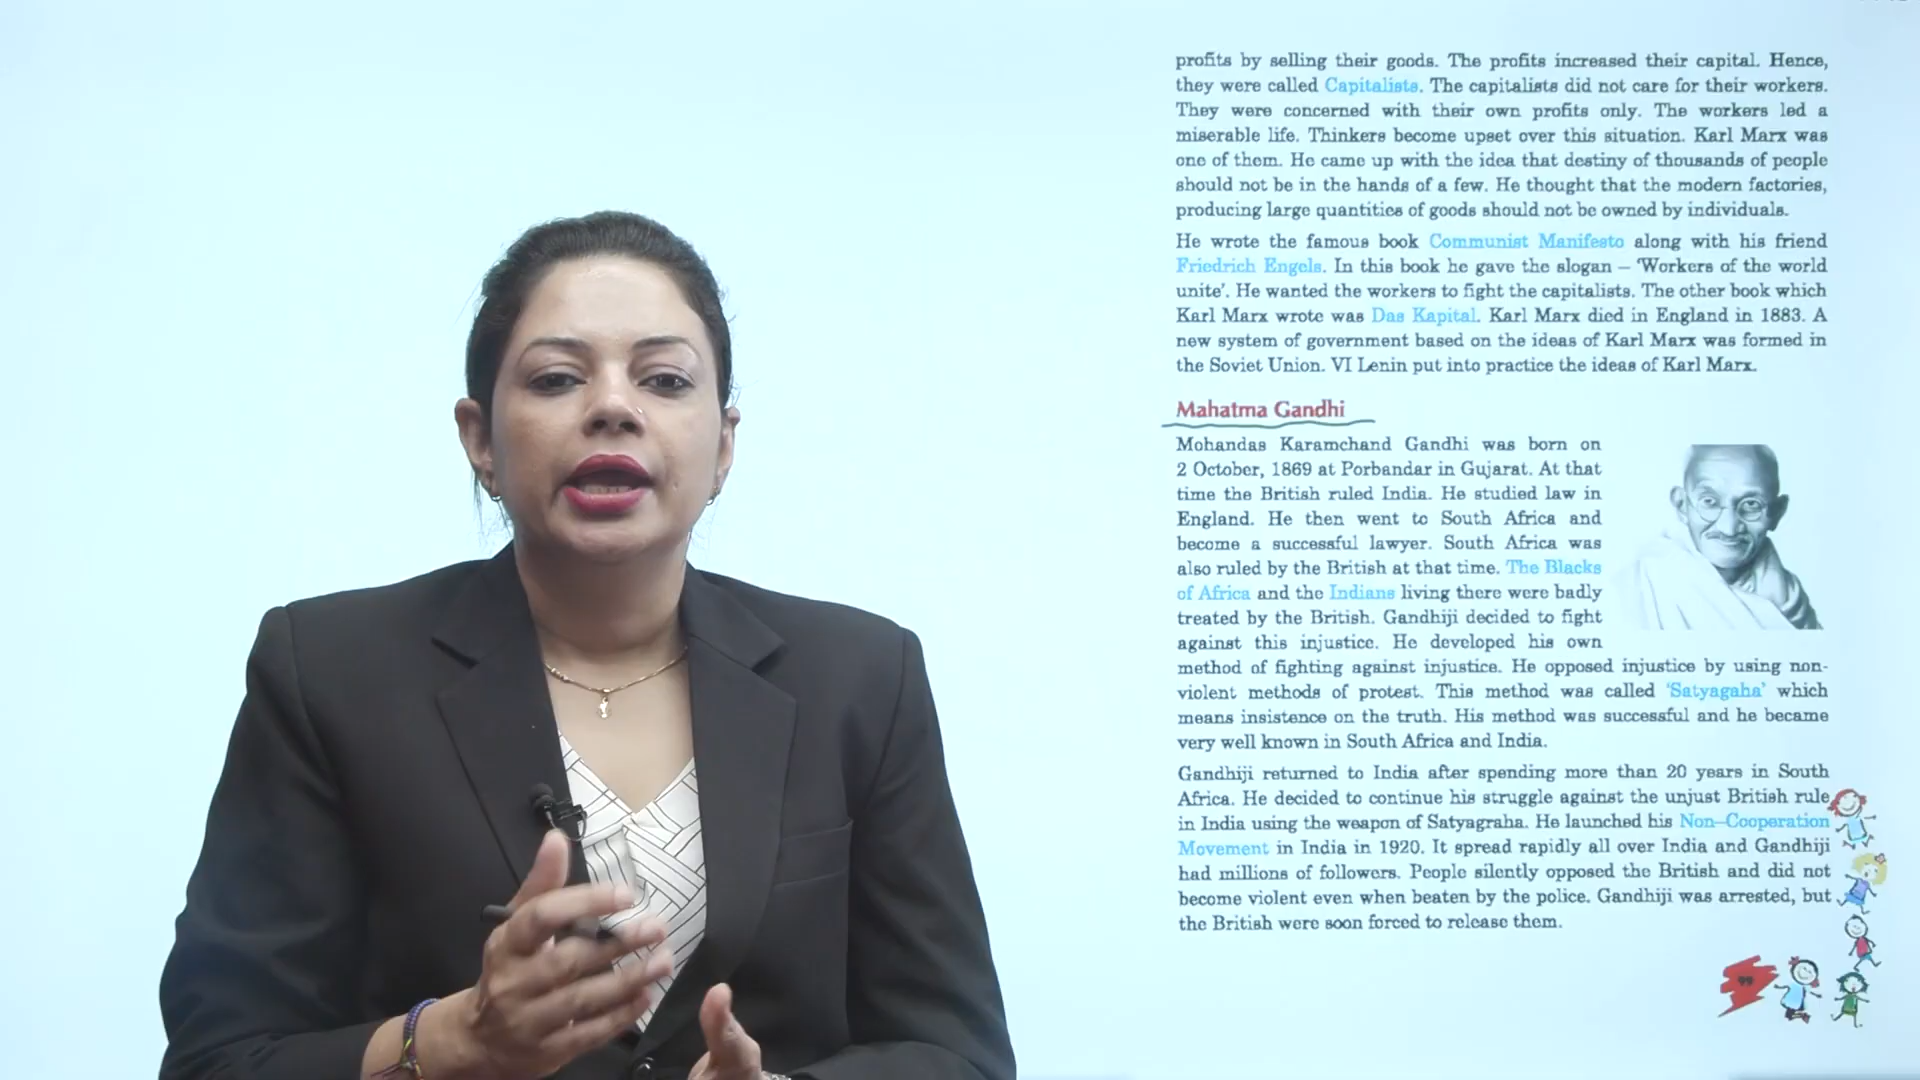 profits by selling their goods. The profits increased their capital. Hence,
they were called Capitalists. The capitalists did not care for their workers.
They were concerned with their own profits only. The workers led a
miserable life. Thinkers become upset over this situation. Karl Marx was
one of them. He came up with the idea that destiny of thousands of people
should not be in the hands of a few. He thought that the modern factories,
producing large quantities of goods should not be owned by individuals.
He wrote the famous book Communist Manifesto along with his friend
Friedrich Engels. In this book he gave the slogan – 'Workers of the world
unite'. He wanted the workers to fight the capitalists. The other book which
Karl Marx wrote was Das Kapital. Karl Marx died in England in 1883. A
new system of government based on the ideas of Karl Marx was formed in
the Soviet Union. VI Lenin put into practice the ideas of Karl Marx.
Mahatma Gandhi
Mohandas Karamchand Gandhi was born on
2 October, 1869 at Porbandar in Gujarat. At that
time the British ruled India. He studied law in
England. He then went to South Africa and
become a successful lawyer. South Africa was
also ruled by the British at that time. The Blacks
of Africa and the Indians living there were badly
treated by the British. Gandhiji decided to fight
against this injustice. He developed his own
method of fighting against injustice. He opposed injustice by using non-
violent methods of protest. This method was called 'Satyagaha' which
means insistence on the truth. His method was successful and he became
very well known in South Africa and India.
Gandhiji returned to India after spending more than 20 years in South
Africa. He decided to continue his struggle against the unjust British rule
in India using the weapon of Satyagraha. He launched his Non–Cooperation
Movement in India in 1920. It spread rapidly all over India and Gandhiji
had millions of followers. People silently opposed the British and did not
become violent even when beaten by the police. Gandhiji was arrested, but
the British were soon forced to release them.
99